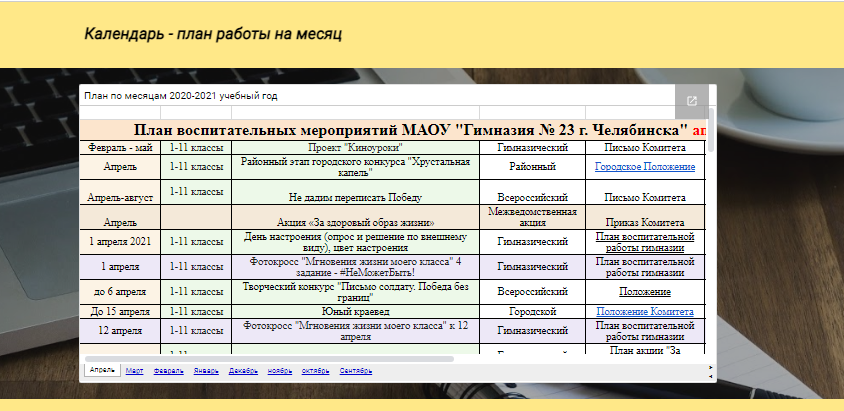 Календарь - план работы на месяц
План по месяцам 2020-2021 учебный год
План воспитательных мероприятий МАОУ "Гимназия № 23 г. Челябинска" ап
Февраль - май 1-11 классы Проект "Киноуроки" Гимназический Письмо Комитета
Апрель 1-11 классы Районный этап городского конкурса "Хрустальная капель" Районный Городское Положение
Апрель-август 1-11 классы Не дадим переписать Победу Всероссийский Письмо Комитета
Апрель Акция «За здоровый образ жизни» Межведомственная акция Приказ Комитета
1 апреля 2021 1-11 классы День настроения (опрос и решение по внешнему виду), цвет настроения Гимназический План воспитательной работы гимназии
1 апреля 1-11 классы Фотокросс "Мгновения жизни моего класса" 4 задание - #НеМожетБыть! Гимназический План воспитательной работы гимназии
до 6 апреля 1-11 классы Творческий конкурс "Письмо солдату. Победа без границ" Всероссийский Положение
До 15 апреля 1-11 классы Юный краевед Городской Положение Комитета
12 апреля 1-11 классы Фотокросс "Мгновения жизни моего класса" к 12 апреля Гимназический План воспитательной работы гимназии
План акции "За
Апрель Март Февраль Январь Декабрь ноябрь октябрь Сентябрь